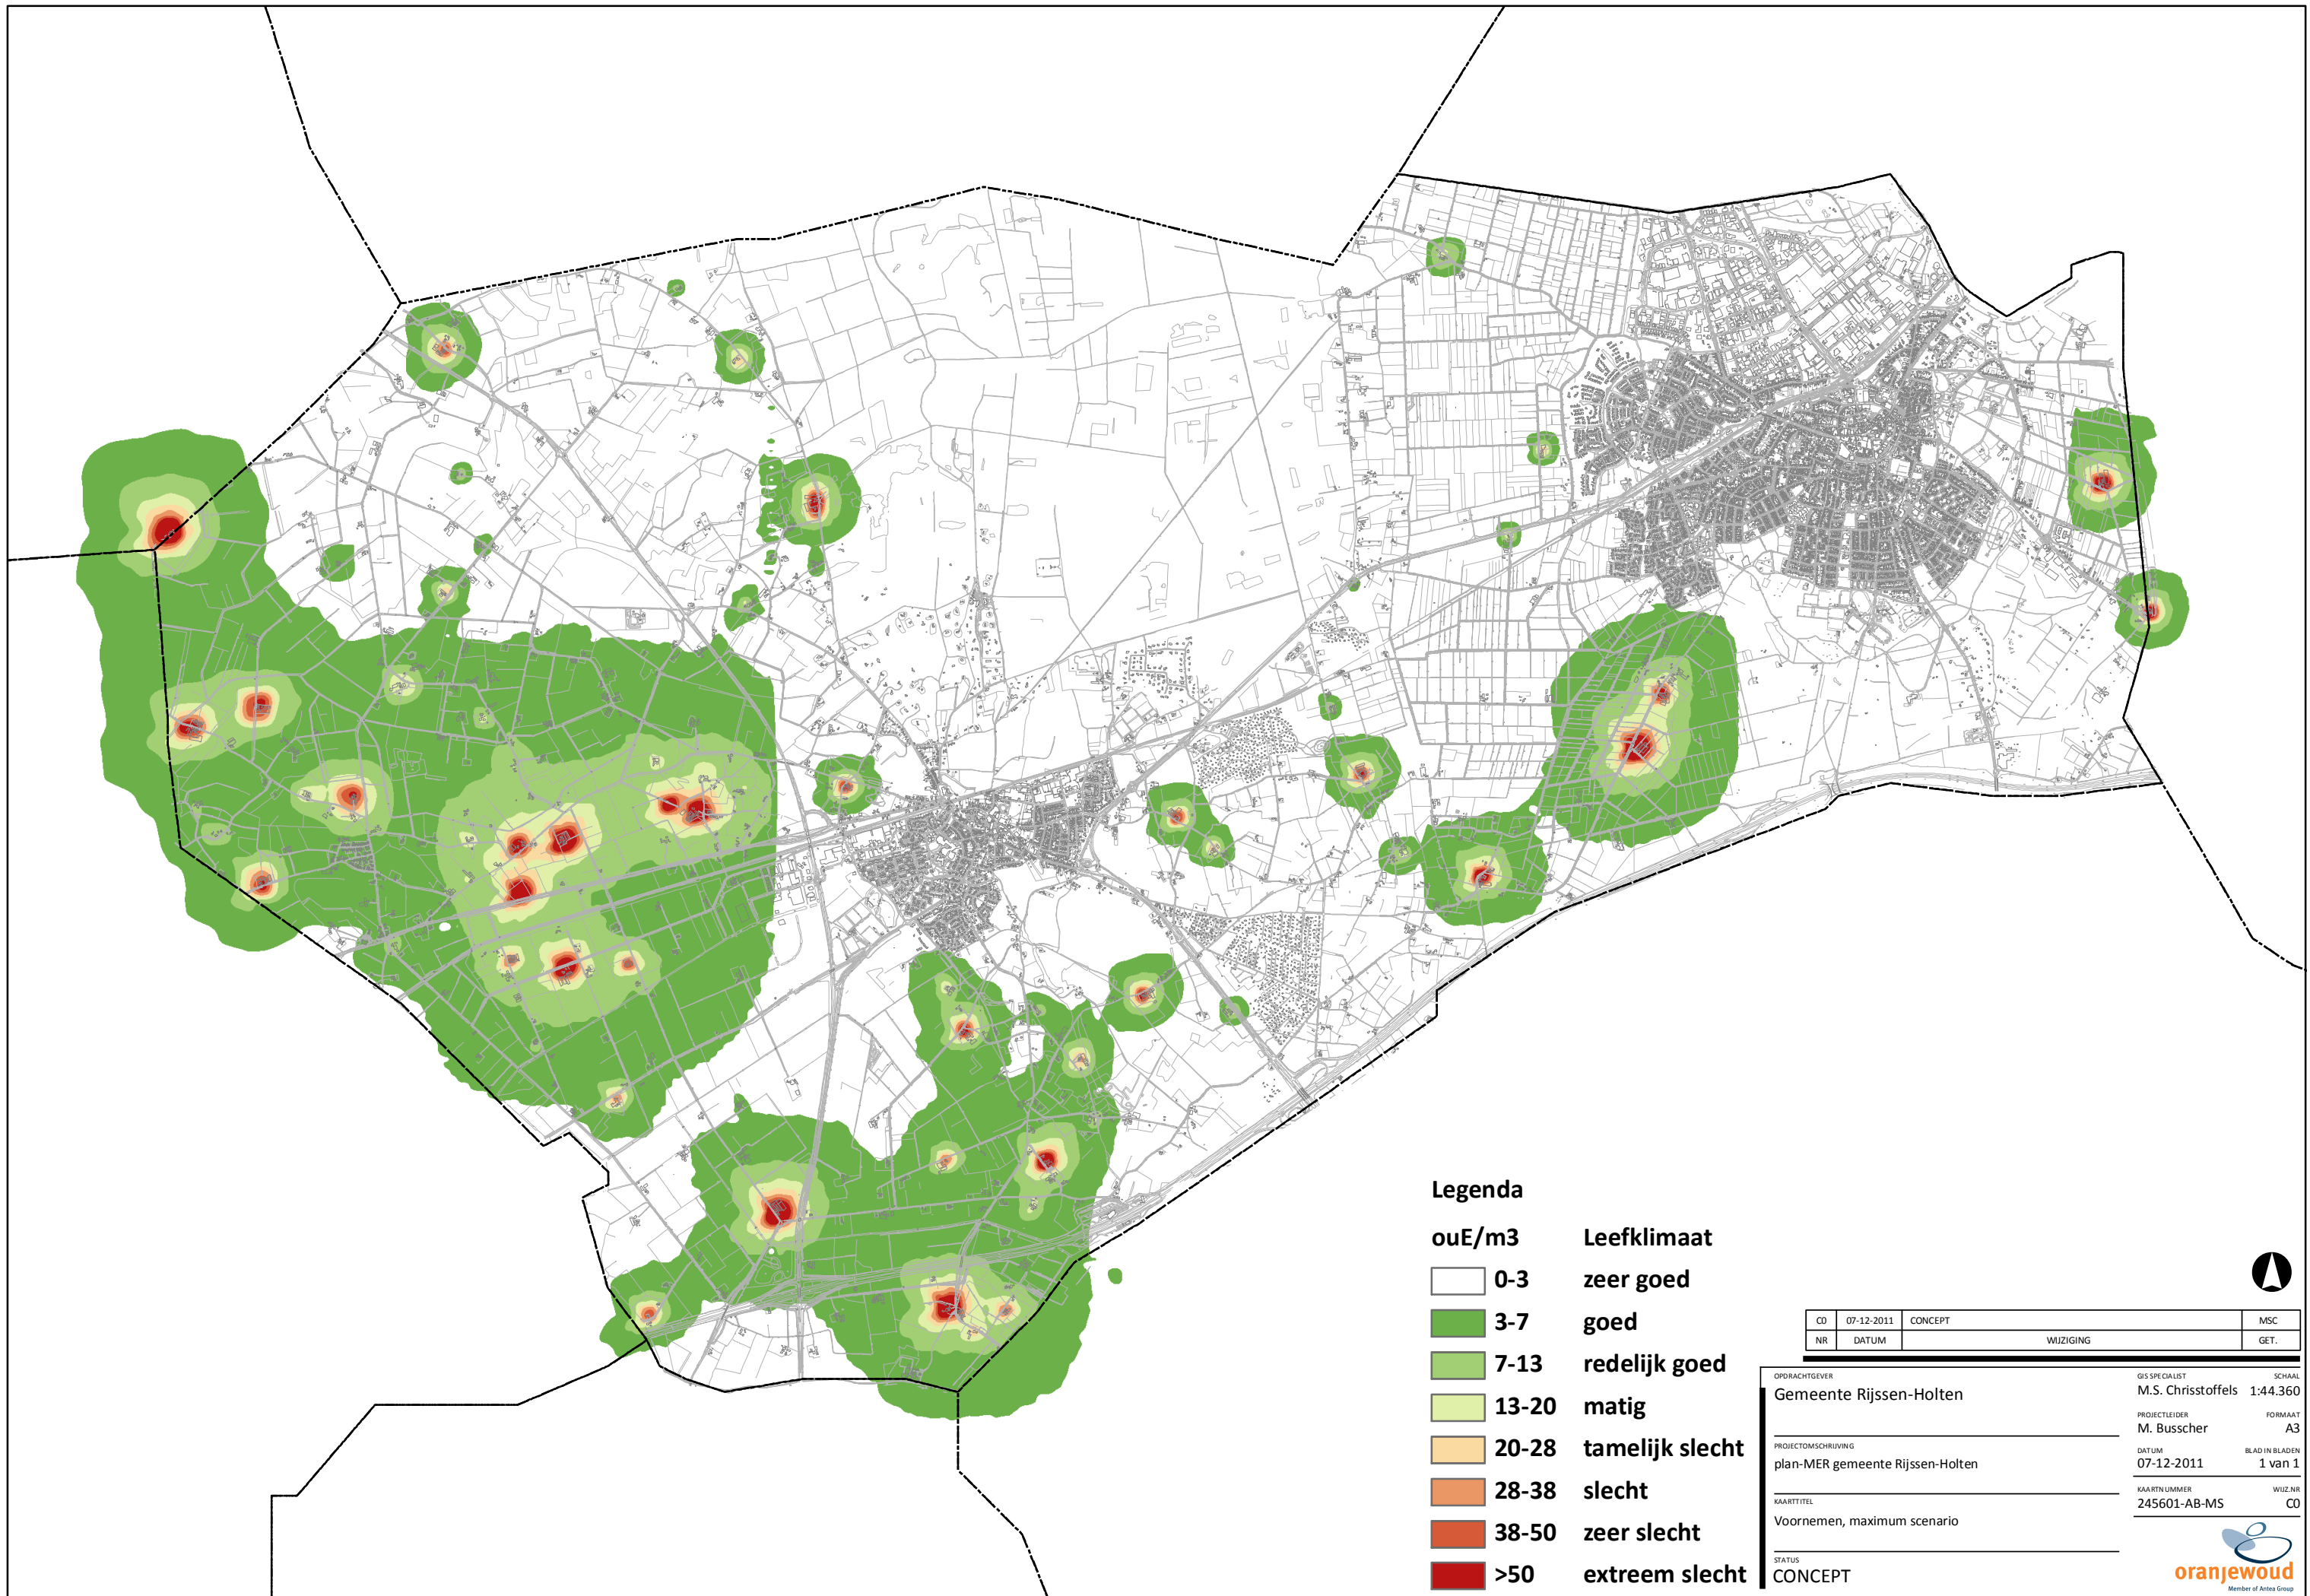 Legenda
ouE/m3 Leefklimaat
0-3 zeer goed
3-7 goed
7-13 redelijk goed
13-20 matig
20-28 tamelijk slecht
28-38 slecht
38-50 zeer slecht
>50 extreem slecht
C0 07-12-2011 CONCEPT MSC
NR DATUM WIJZIGING GET.
OPDRACHTGEVER
Gemeente Rijssen-Holten
GIS SPECIALIST SCHAAL
M.S. Chrisstoffels 1:44.360
PROJECTLEIDER FORMAAT
M. Busscher A3
PROJECTOMSCHRIJVING
plan-MER gemeente Rijssen-Holten
DATUM BLAD IN BLADEN
07-12-2011 1 van 1
KAARTNUMMER WIJZ.NR
245601-AB-MS C0
KAARTTITEL
Voornemen, maximum scenario
STATUS
CONCEPT
oranjewoud
Member of Antea Group